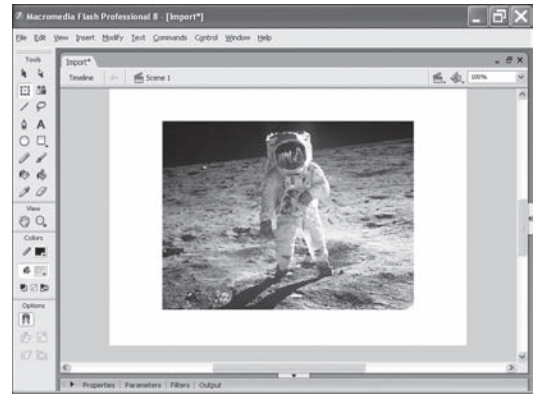 Macromedia Flash Professional 8 - [Import*]
File Edit View Insert Modify Text Commands Control Window Help
Tools
Import*
Timeline Scene 1 100%
A
View
Colors
Options
Properties Parameters Filters Output